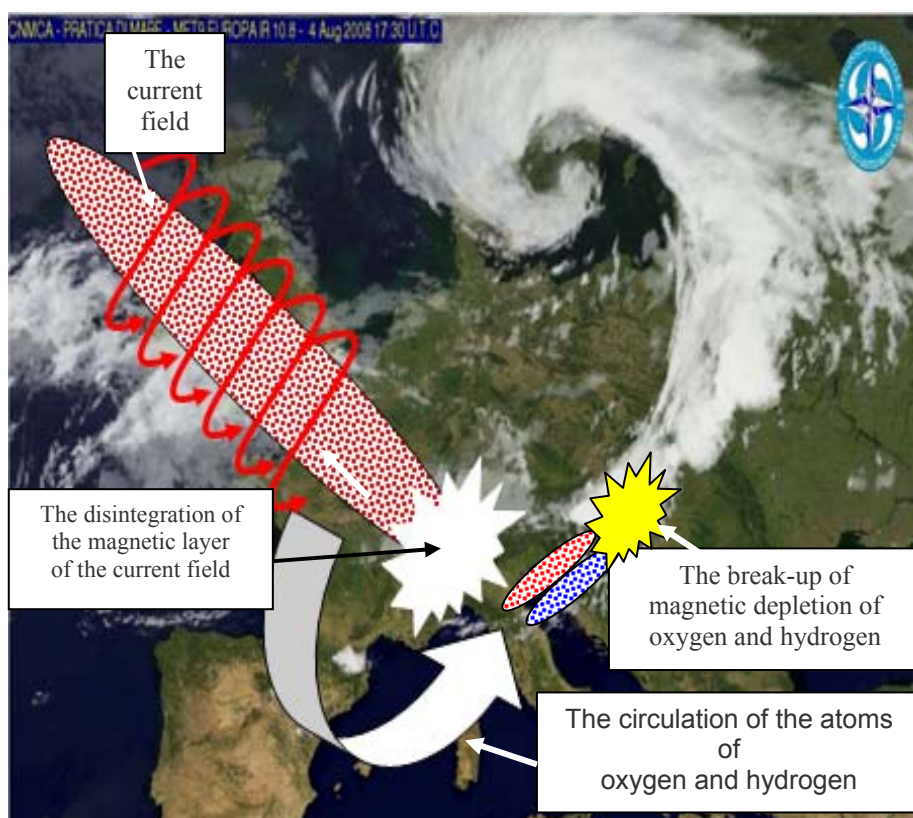 CNMCA - PRATICA DI MARE - MET9 EUROPA IR 10.8 - 4 Aug 2008 17:30 U.T.C
The
current
field
The disintegration of
the magnetic layer
of the current field
The break-up of
magnetic depletion of
oxygen and hydrogen
The circulation of the atoms
of
oxygen and hydrogen